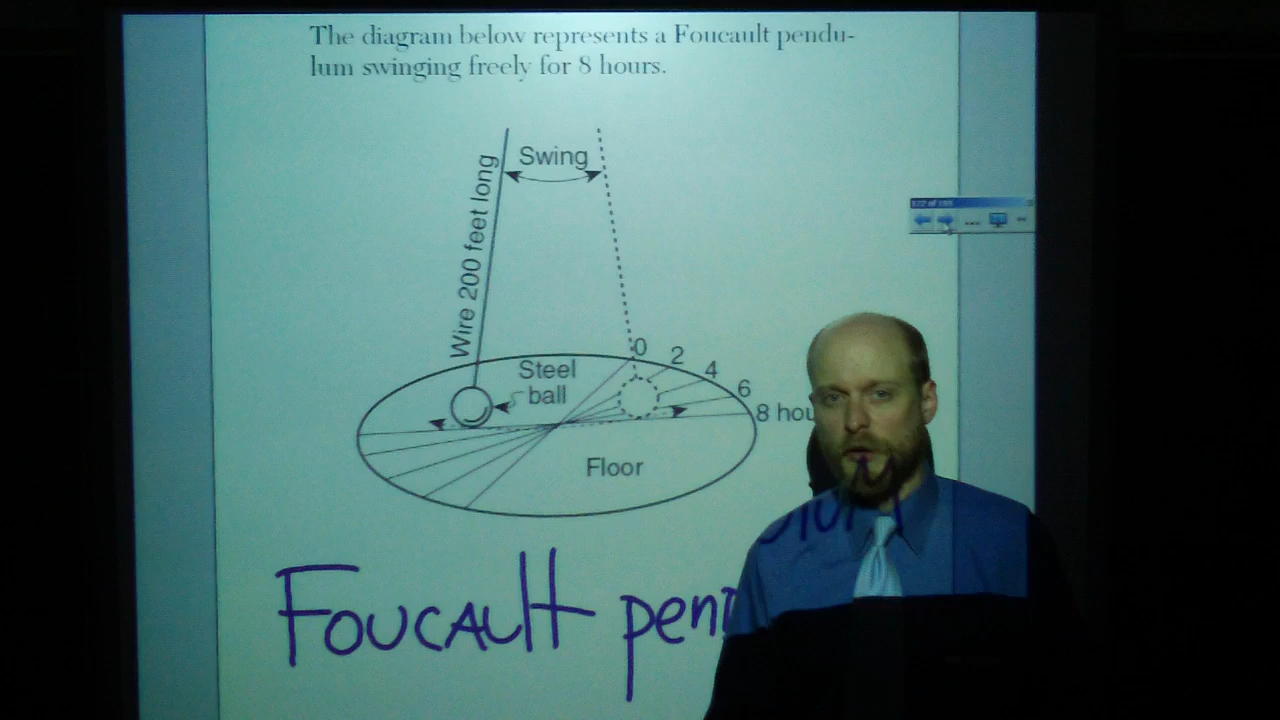 The diagram below represents a Foucault pendu-
lum swinging freely for 8 hours.
Swing
Wire 200 feet long
0
2
4
6
8 hou
Steel
ball
Floor
Foucault pend